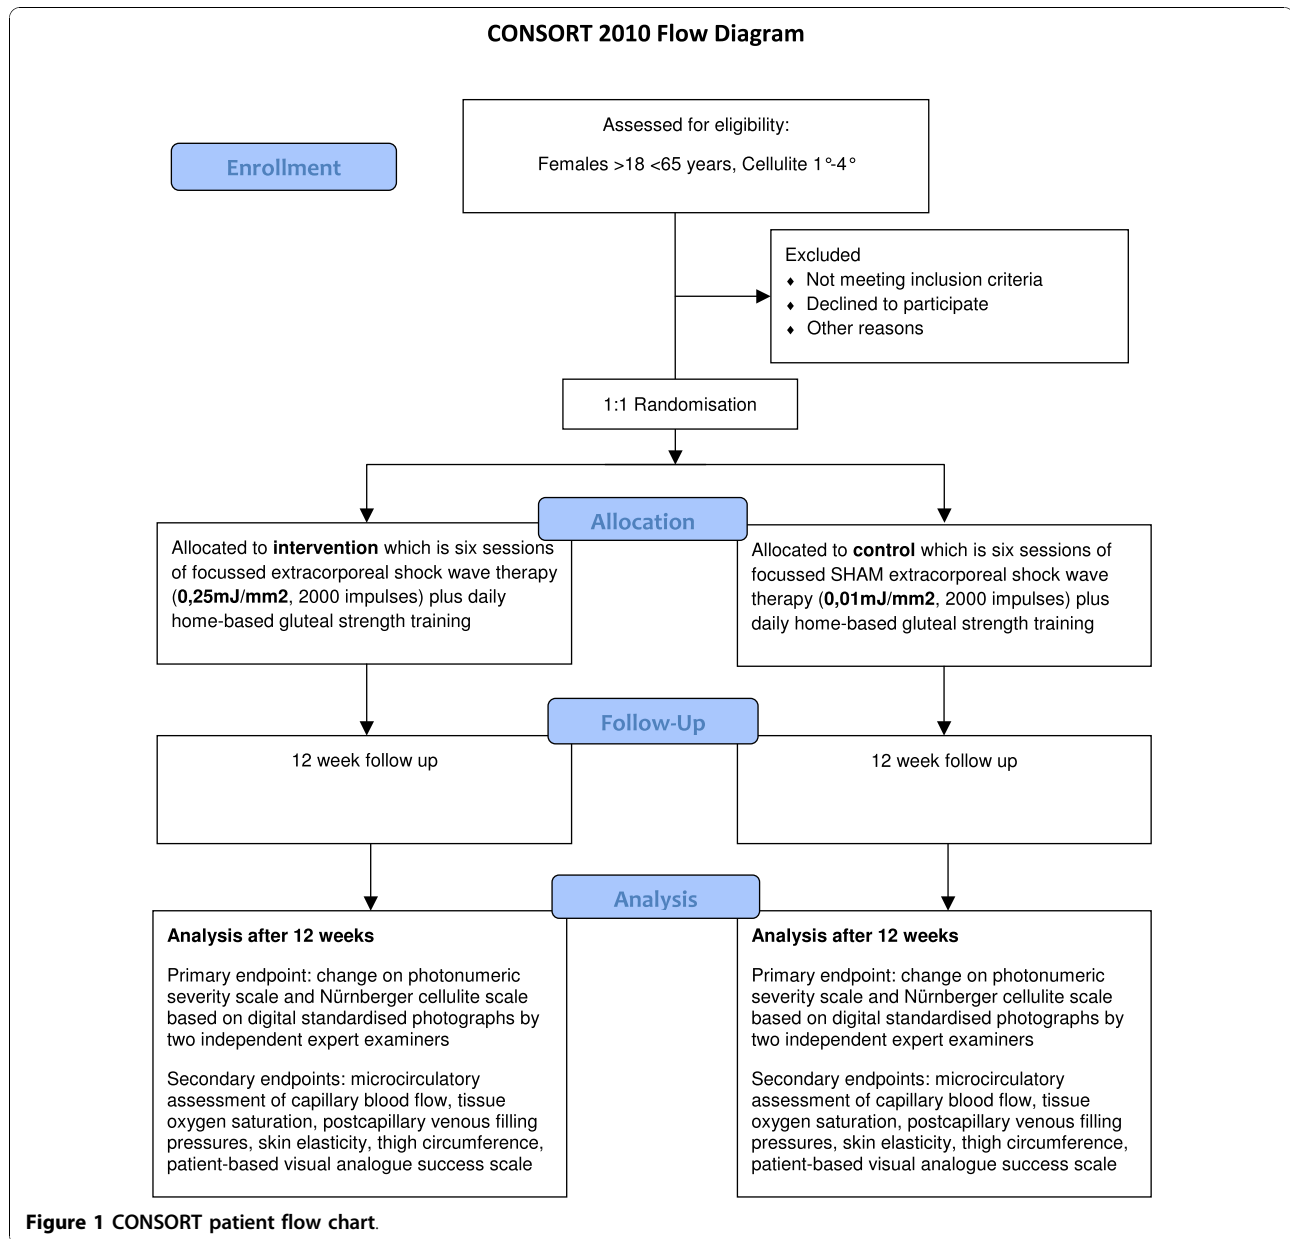 CONSORT 2010 Flow Diagram
Enrollment
Assessed for eligibility:
Females >18 <65 years, Cellulite 1°-4°
Excluded
♦ Not meeting inclusion criteria
♦ Declined to participate
♦ Other reasons
1:1 Randomisation
Allocation
Allocated to intervention which is six sessions
of focussed extracorporeal shock wave therapy
(0,25mJ/mm2, 2000 impulses) plus daily
home-based gluteal strength training
Allocated to control which is six sessions of
focussed SHAM extracorporeal shock wave
therapy (0,01mJ/mm2, 2000 impulses) plus
daily home-based gluteal strength training
Follow-Up
12 week follow up
12 week follow up
Analysis
Analysis after 12 weeks
Primary endpoint: change on photonumeric
severity scale and Nürnberger cellulite scale
based on digital standardised photographs by
two independent expert examiners
Secondary endpoints: microcirculatory
assessment of capillary blood flow, tissue
oxygen saturation, postcapillary venous filling
pressures, skin elasticity, thigh circumference,
patient-based visual analogue success scale
Analysis after 12 weeks
Primary endpoint: change on photonumeric
severity scale and Nürnberger cellulite scale
based on digital standardised photographs by
two independent expert examiners
Secondary endpoints: microcirculatory
assessment of capillary blood flow, tissue
oxygen saturation, postcapillary venous filling
pressures, skin elasticity, thigh circumference,
patient-based visual analogue success scale
Figure 1 CONSORT patient flow chart.